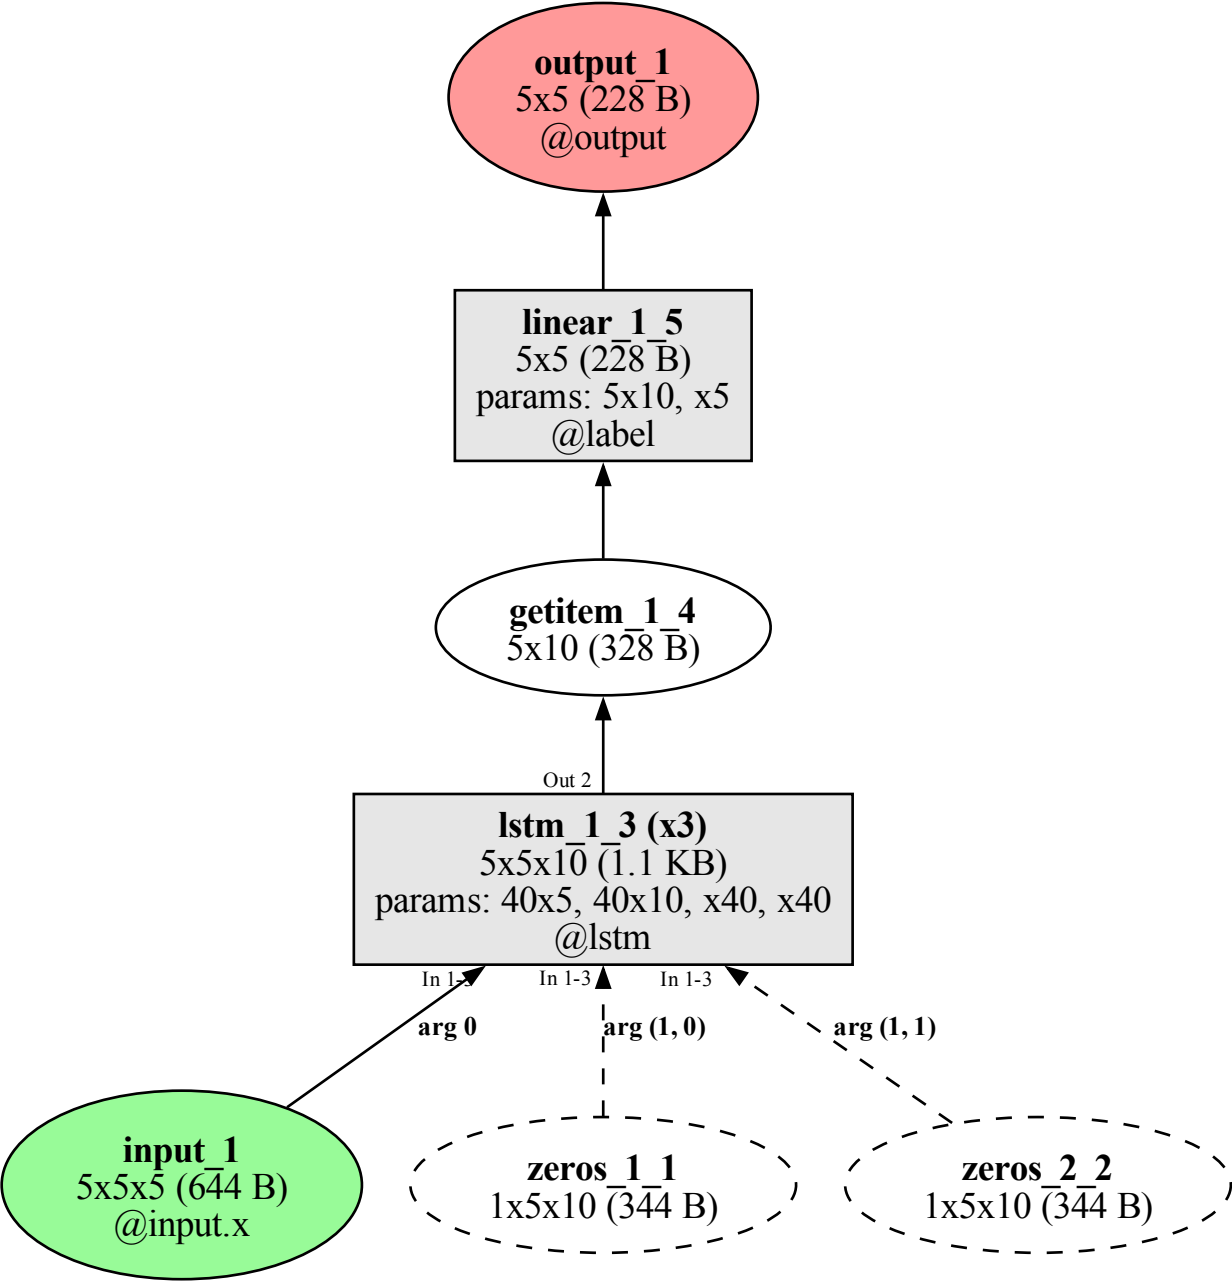 output_1
5x5 (228 B)
@output
linear_1_5
5x5 (228 B)
params: 5x10, x5
@label
getitem_1_4
5x10 (328 B)
Out 2
lstm_1_3 (x3)
5x5x10 (1.1 KB)
params: 40x5, 40x10, x40, x40
@lstm
In 1-3
In 1-3
In 1-3
arg 0
arg (1, 0)
arg (1, 1)
input_1
5x5x5 (644 B)
@input.x
zeros_1_1
1x5x10 (344 B)
zeros_2_2
1x5x10 (344 B)